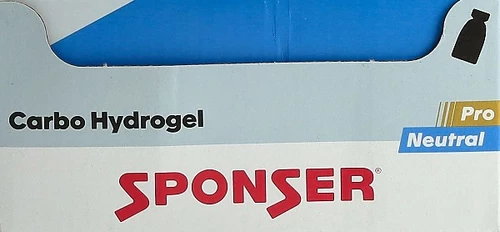 Carbo Hydrogel
Pro
Neutral
SPONSER®